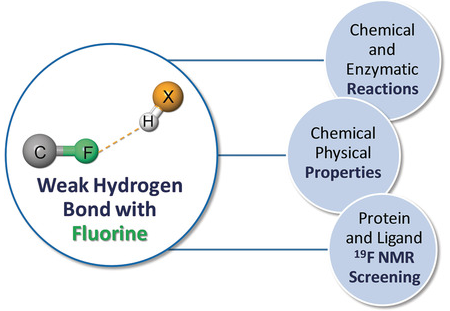 C
F
H
X
Weak Hydrogen
Bond with
Fluorine
Chemical
and
Enzymatic
Reactions
Chemical
Physical
Properties
Protein
and Ligand
¹⁹F NMR
Screening